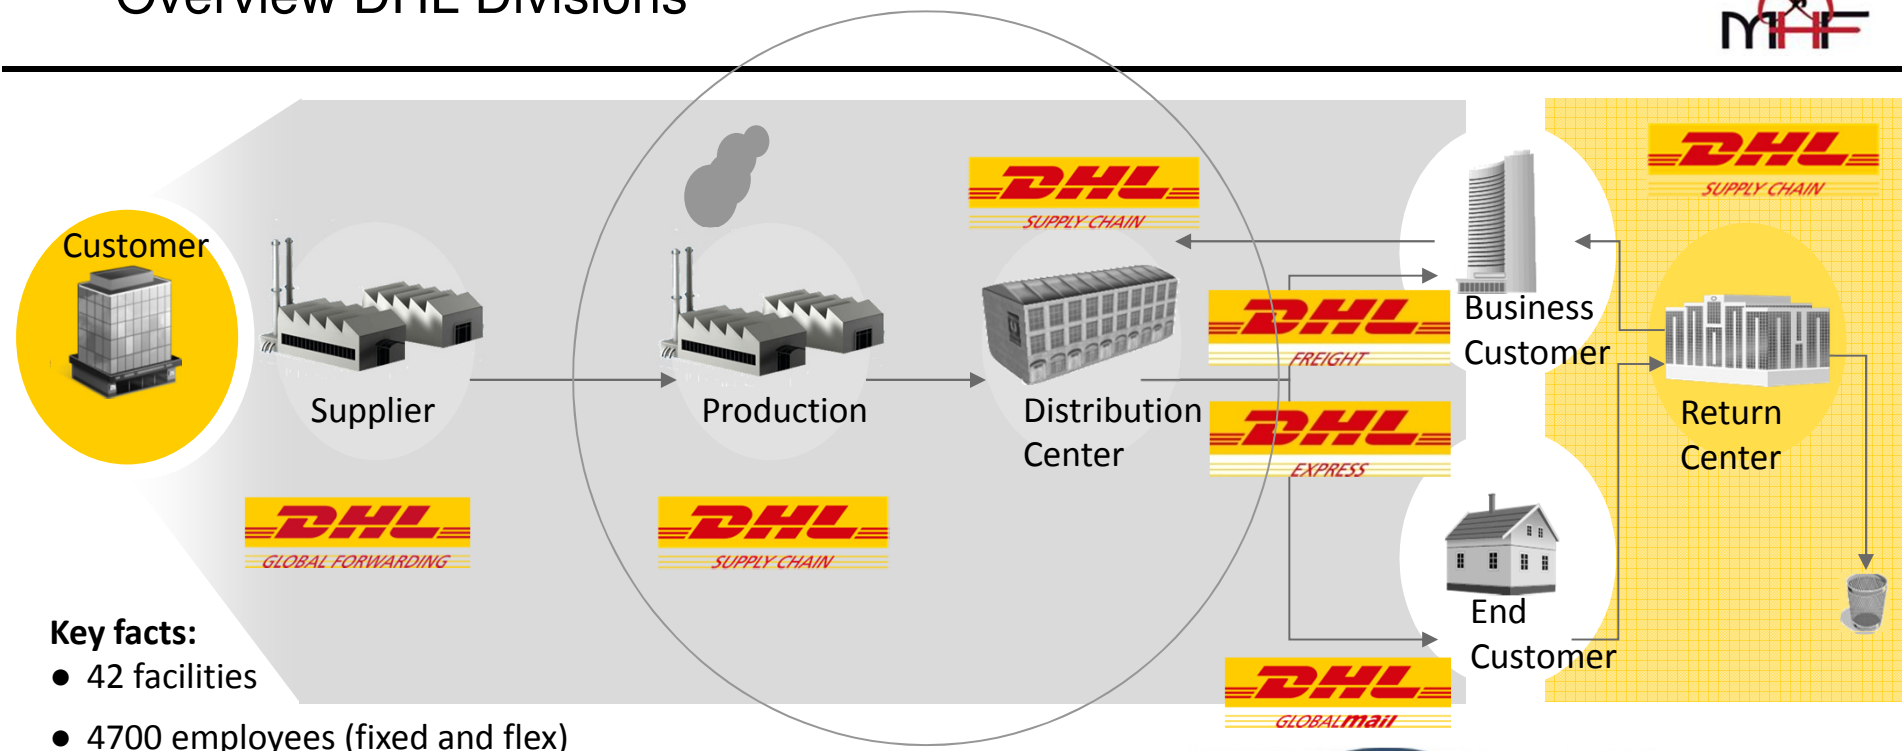 Overview DHL Divisions
MHF
Customer
Supplier
Production
Distribution
Center
Business
Customer
End
Customer
Return
Center
DHL
GLOBAL FORWARDING
DHL
SUPPLY CHAIN
DHL
SUPPLY CHAIN
DHL
FREIGHT
DHL
EXPRESS
DHL
GLOBALmail
DHL
SUPPLY CHAIN
Key facts:
● 42 facilities
● 4700 employees (fixed and flex)